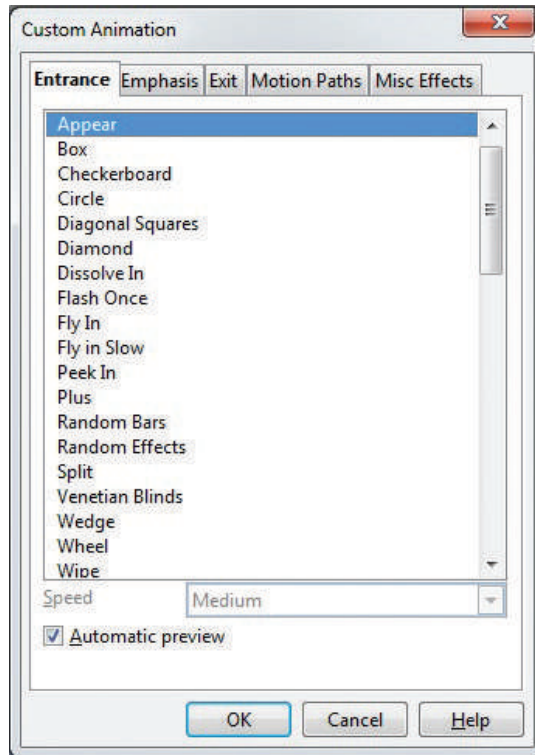 Custom Animation
Entrance Emphasis Exit Motion Paths Misc Effects
Appear
Box
Checkerboard
Circle
Diagonal Squares
Diamond
Dissolve In
Flash Once
Fly In
Fly in Slow
Peek In
Plus
Random Bars
Random Effects
Split
Venetian Blinds
Wedge
Wheel
Wipe
Speed Medium
Automatic preview
OK Cancel Help